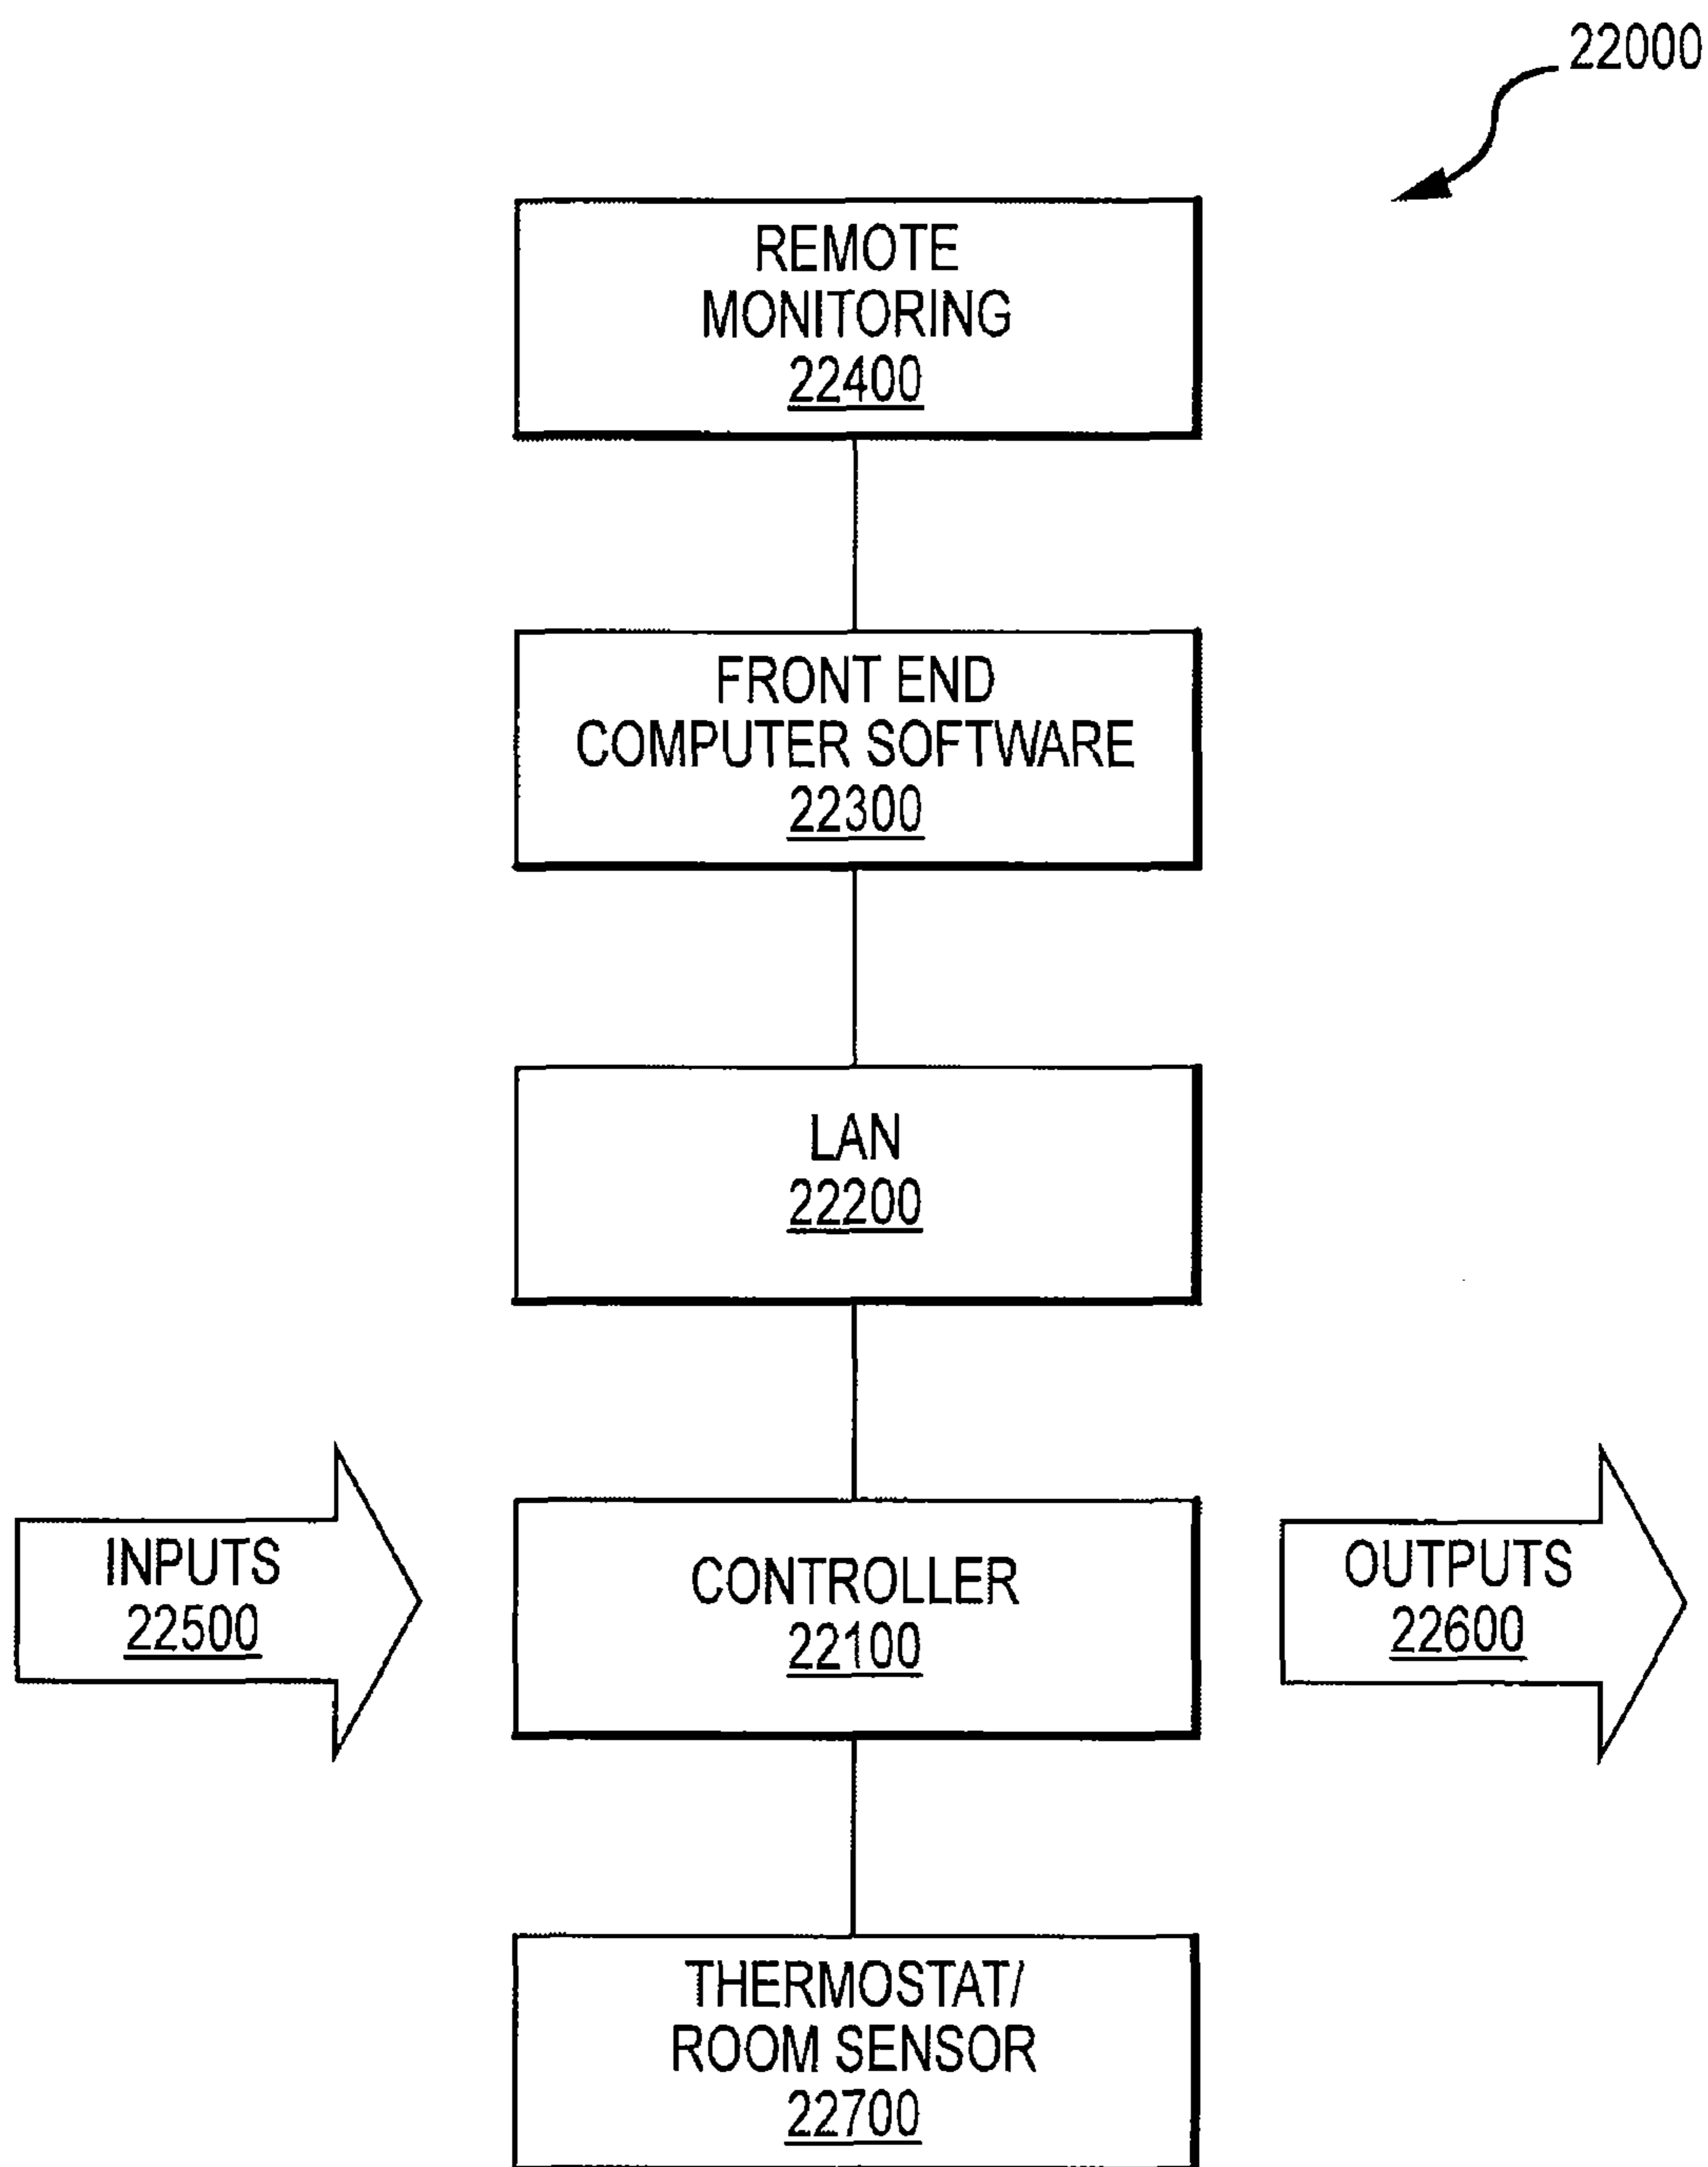 22000
REMOTE
MONITORING
22400
FRONT END
COMPUTER SOFTWARE
22300
LAN
22200
INPUTS
22500
CONTROLLER
22100
OUTPUTS
22600
THERMOSTAT/
ROOM SENSOR
22700